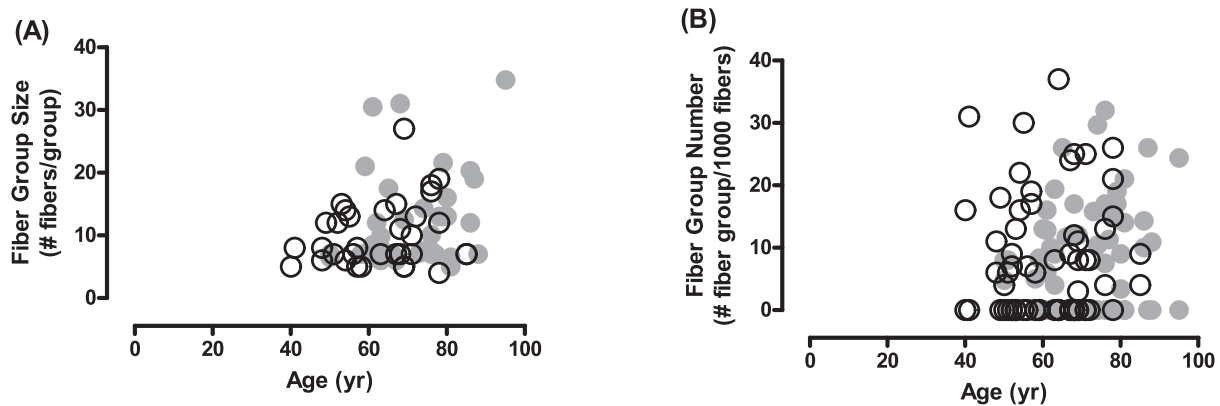 (A)
Fiber Group Size
(# fibers/group)
40
30
20
10
0
0 20 40 60 80 100
Age (yr)
(B)
Fiber Group Number
(# fiber group/1000 fibers)
40
30
20
10
0
0 20 40 60 80 100
Age (yr)